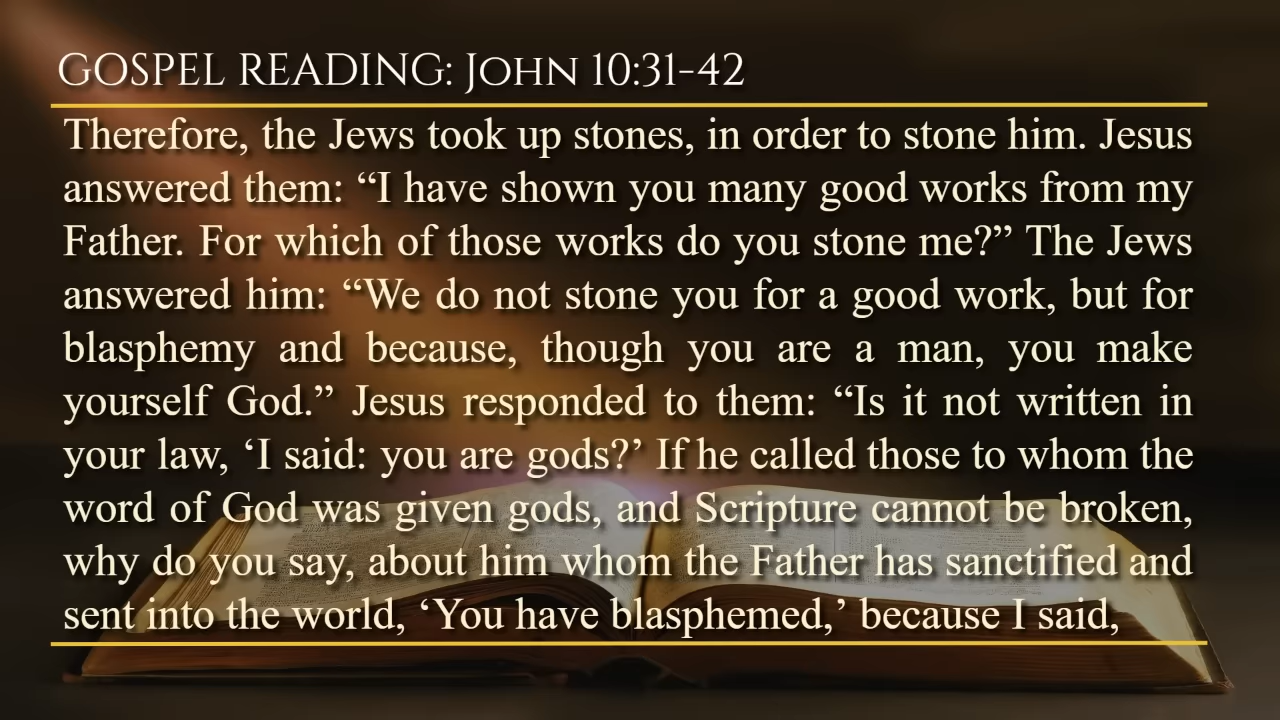 GOSPEL READING: JOHN 10:31-42
Therefore, the Jews took up stones, in order to stone him. Jesus
answered them: “I have shown you many good works from my
Father. For which of those works do you stone me?” The Jews
answered him: “We do not stone you for a good work, but for
blasphemy and because, though you are a man, you make
yourself God.” Jesus responded to them: “Is it not written in
your law, ‘I said: you are gods?’ If he called those to whom the
word of God was given gods, and Scripture cannot be broken,
why do you say, about him whom the Father has sanctified and
sent into the world, ‘You have blasphemed,’ because I said,